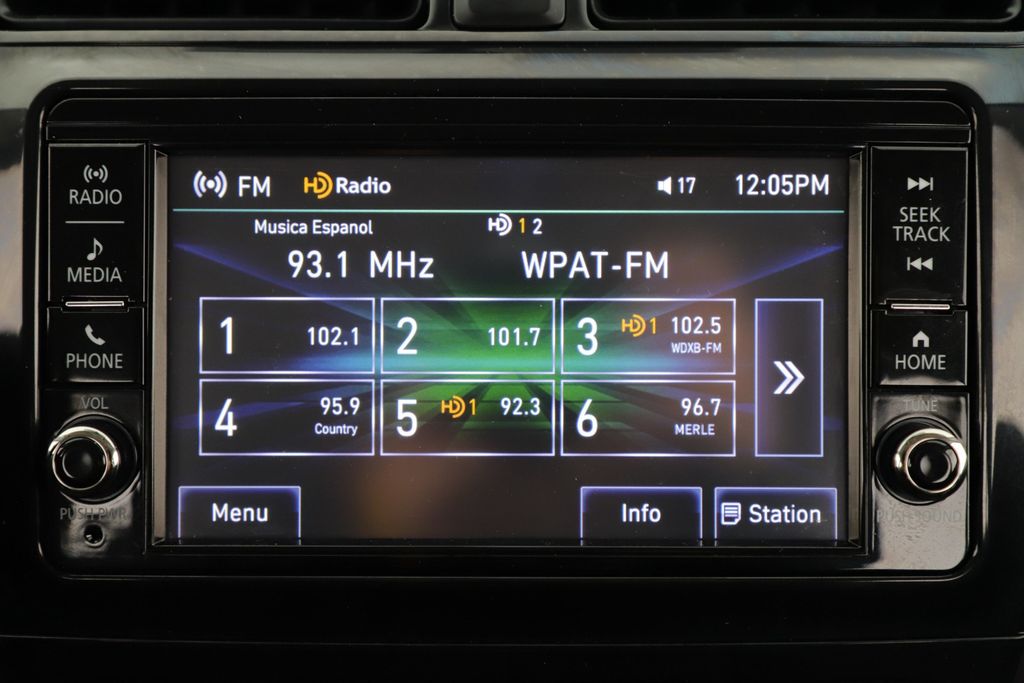 RADIO
MEDIA
PHONE
VOL
PUSH PWR
FM HD Radio 17 12:05PM
Musica Espanol HD 1 2
93.1 MHz WPAT-FM
1 102.1
2 101.7
3 HD 1 102.5
WDXB-FM
4 95.9
Country
5 HD 1 92.3
6 96.7
MERLE
Menu Info Station
SEEK
TRACK
HOME
TUNE
PUSH SOUND